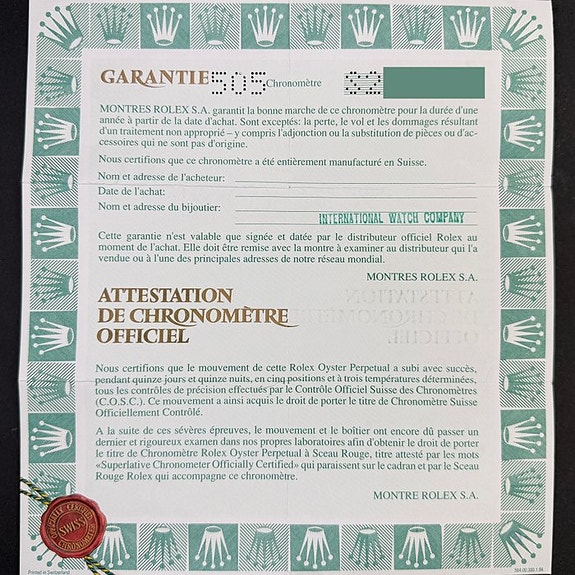 GARANTIE 505 Chronomètre S2
MONTRES ROLEX S.A. garantit la bonne marche de ce chronomètre pour la durée d'une
année à partir de la date d'achat. Sont exceptés: la perte, le vol et les dommages résultant
d'un traitement non approprié – y compris l'adjonction ou la substitution de pièces ou d'ac-
cessoires qui ne sont pas d'origine.
Nous certifions que ce chronomètre a été entièrement manufacturé en Suisse.
Nom et adresse de l'acheteur:
Date de l'achat:
Nom et adresse du bijoutier:
INTERNATIONAL WATCH COMPANY
Cette garantie n'est valable que signée et datée par le distributeur officiel Rolex au
moment de l'achat. Elle doit être remise avec la montre à examiner au distributeur qui l'a
vendue ou à l'une des principales adresses de notre réseau mondial.
MONTRES ROLEX S.A.
ATTESTATION
DE CHRONOMÈTRE
OFFICIEL
Nous certifions que le mouvement de cette Rolex Oyster Perpetual a subi avec succès,
pendant quinze jours et quinze nuits, en cinq positions et à trois températures déterminées,
tous les contrôles de précision effectués par le Contrôle Officiel Suisse des Chronomètres
(C.O.S.C.). Ce mouvement a ainsi acquis le droit de porter le titre de Chronomètre Suisse
Officiellement Contrôlé.
A la suite de ces sévères épreuves, le mouvement et le boîtier ont encore dû passer un
dernier et rigoureux examen dans nos propres laboratoires afin d'obtenir le droit de porter
le titre de Chronomètre Rolex Oyster Perpetual à Sceau Rouge, titre attesté par les mots
«Superlative Chronometer Officially Certified» qui paraissent sur le cadran et par le Sceau
Rouge Rolex qui accompagne ce chronomètre.
MONTRE ROLEX S.A.
SWISS
Printed in Switzerland